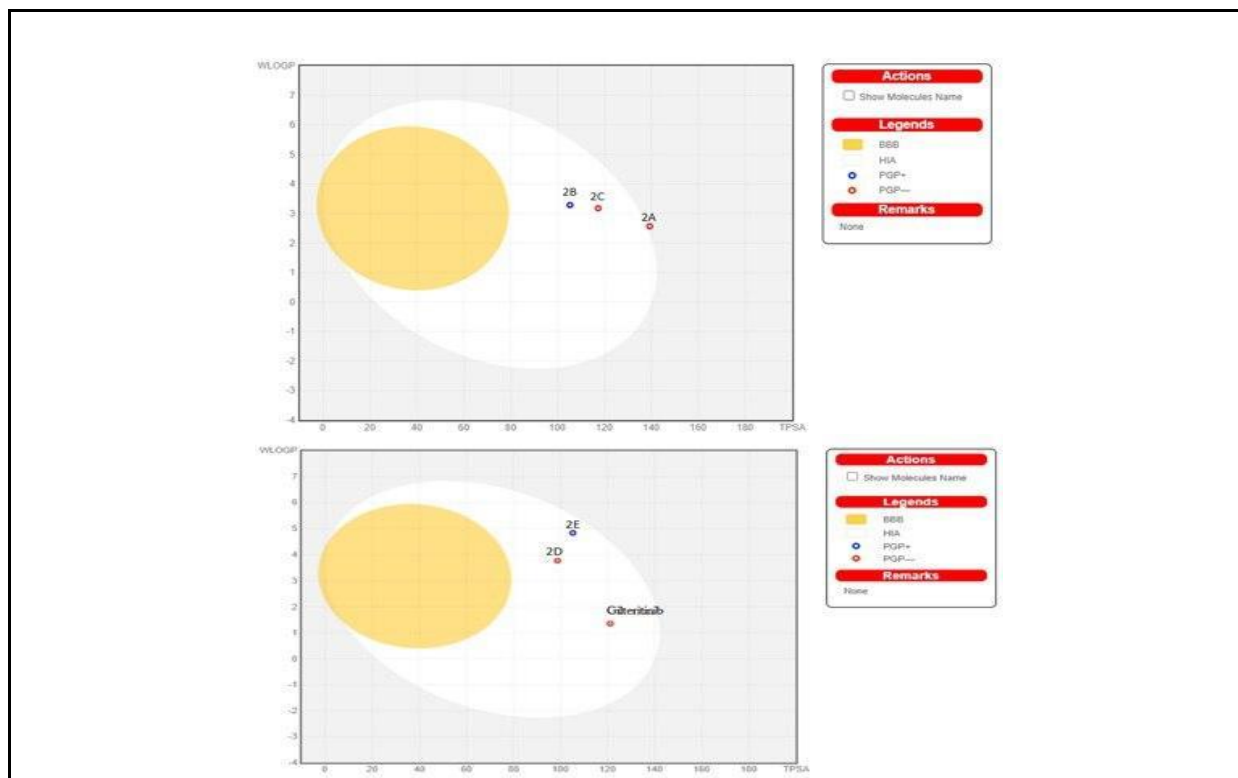 WLOGP
7
6
5
4
3
2
1
0
-1
-2
-3
-4
0 20 40 60 80 100 120 140 160 180 TPSA
2B
2C
2A
Actions
Show Molecules Name
Legends
BBB
HIA
PGP+
PGP—
Remarks
None
WLOGP
7
6
5
4
3
2
1
0
-1
-2
-3
-4
0 20 40 60 80 100 120 140 160 180 TPSA
2E
2D
Actions
Show Molecules Name
Legends
BBB
HIA
PGP+
PGP—
Remarks
None